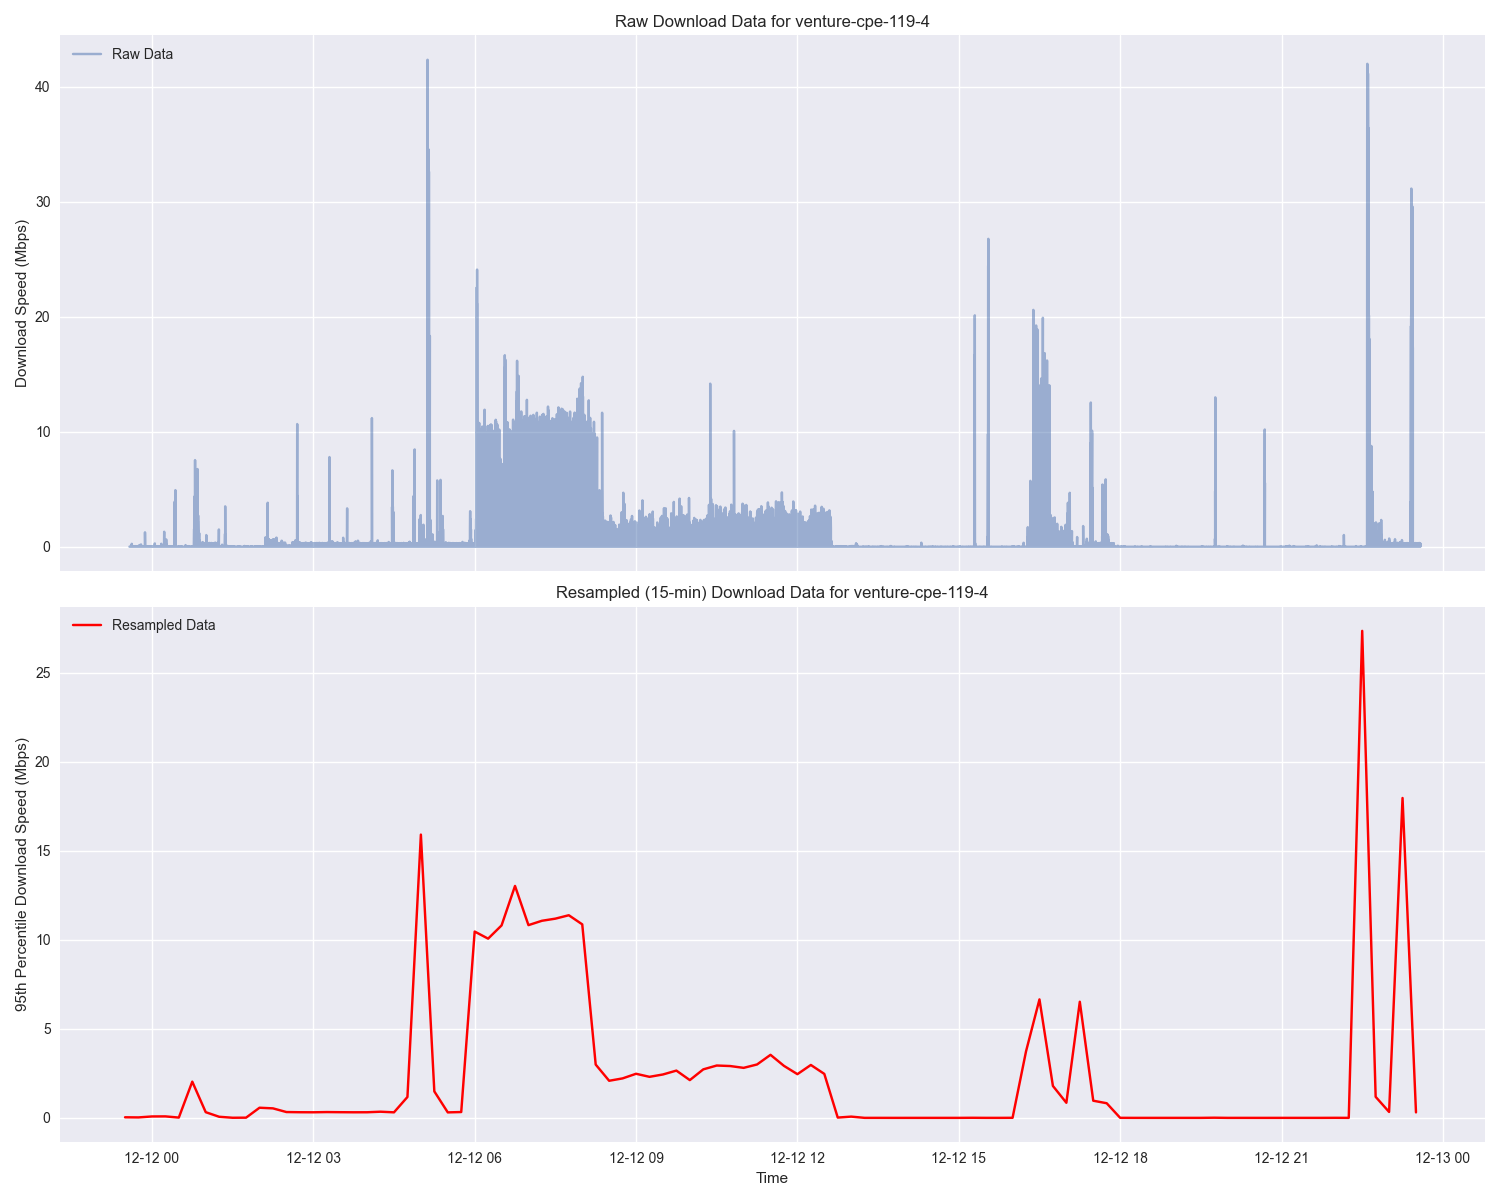 Raw Download Data for venture-cpe-119-4
Raw Data
40
30
20
10
0
Download Speed (Mbps)
Resampled (15-min) Download Data for venture-cpe-119-4
Resampled Data
25
20
15
10
5
0
95th Percentile Download Speed (Mbps)
12-12 00 12-12 03 12-12 06 12-12 09 12-12 12 12-12 15 12-12 18 12-12 21 12-13 00
Time